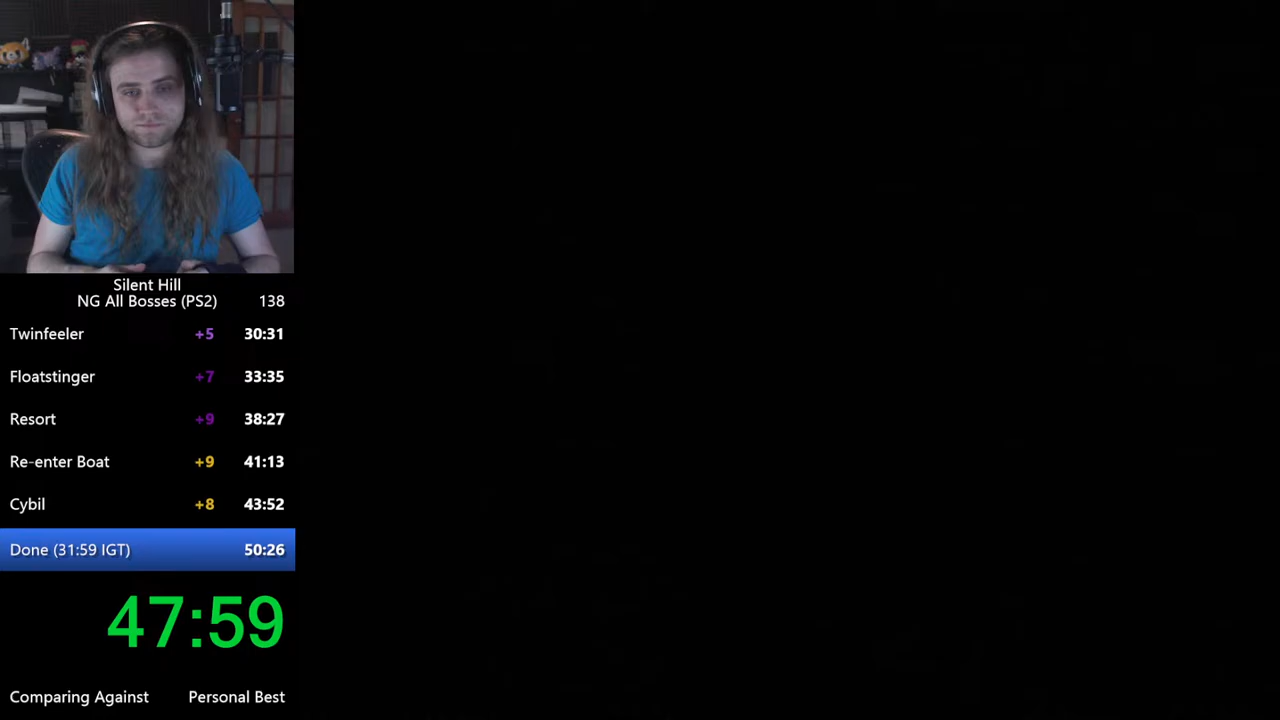 Silent Hill
NG All Bosses (PS2) 138
Twinfeeler +5 30:31
Floatstinger +7 33:35
Resort +9 38:27
Re-enter Boat +9 41:13
Cybil +8 43:52
Done (31:59 IGT) 50:26
47:59
Comparing Against Personal Best